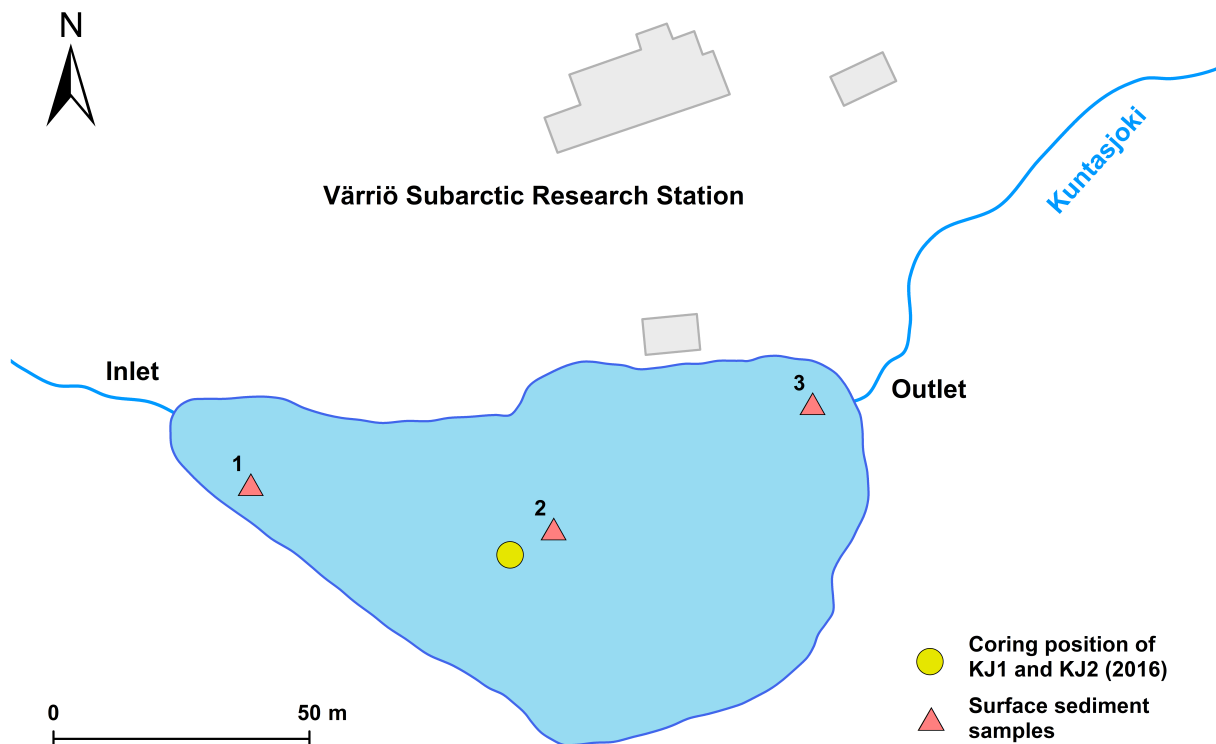 N
Kuntasjoki
Värriö Subarctic Research Station
Inlet
3
Outlet
1
2
Coring position of
KJ1 and KJ2 (2016)
Surface sediment
samples
0 50 m